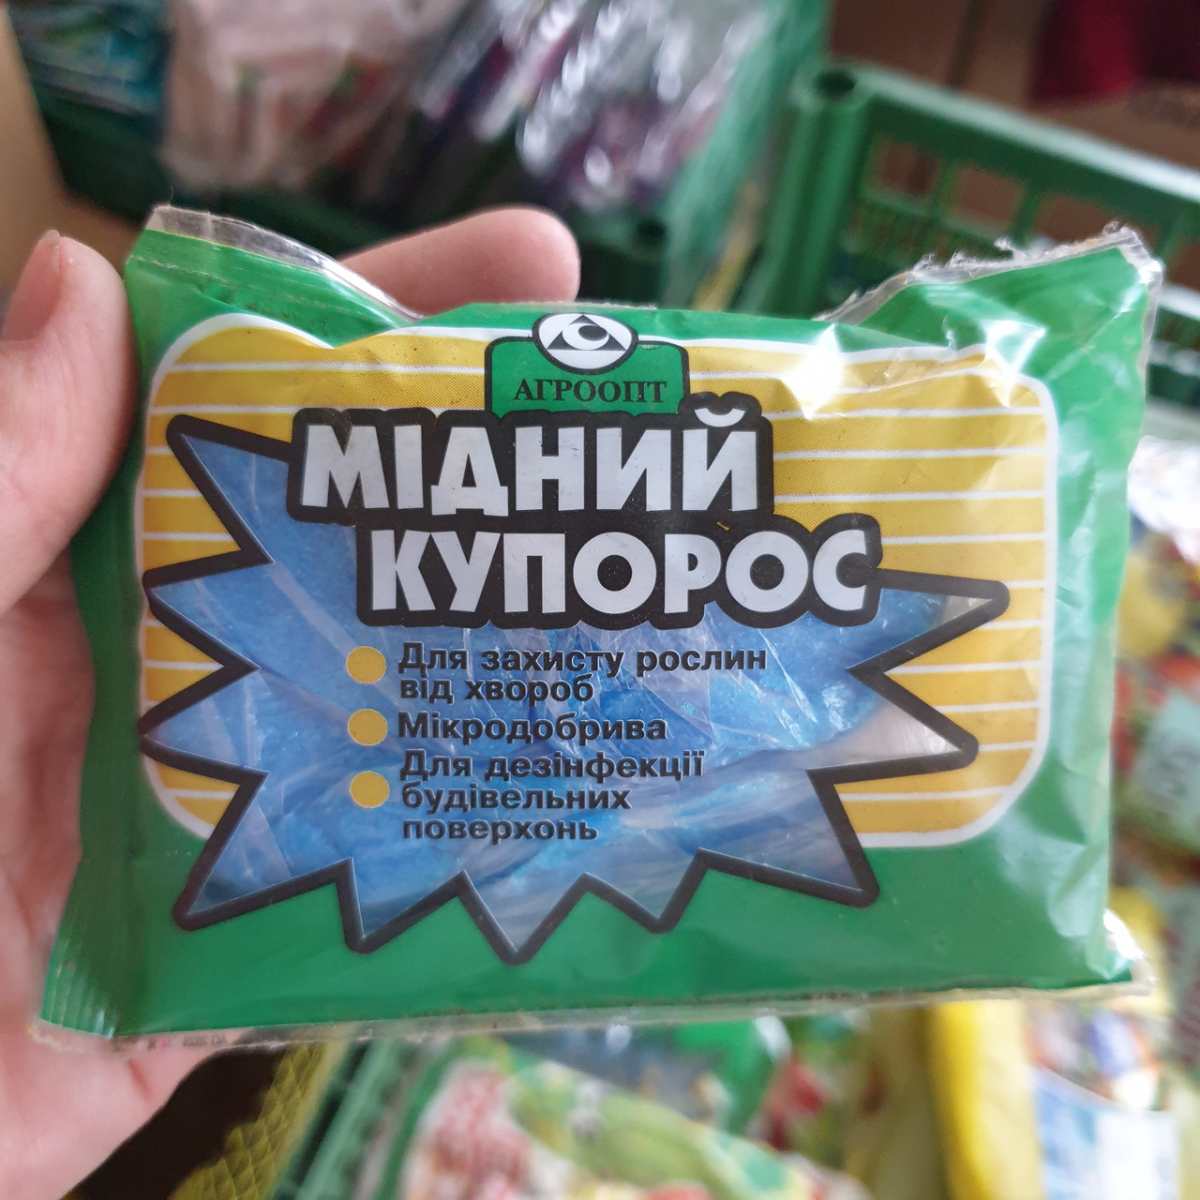 АГРООПТ
МІДНИЙ
КУПОРОС
Для захисту рослин
від хвороб
Мікродобрива
Для дезінфекції
будівельних
поверхонь